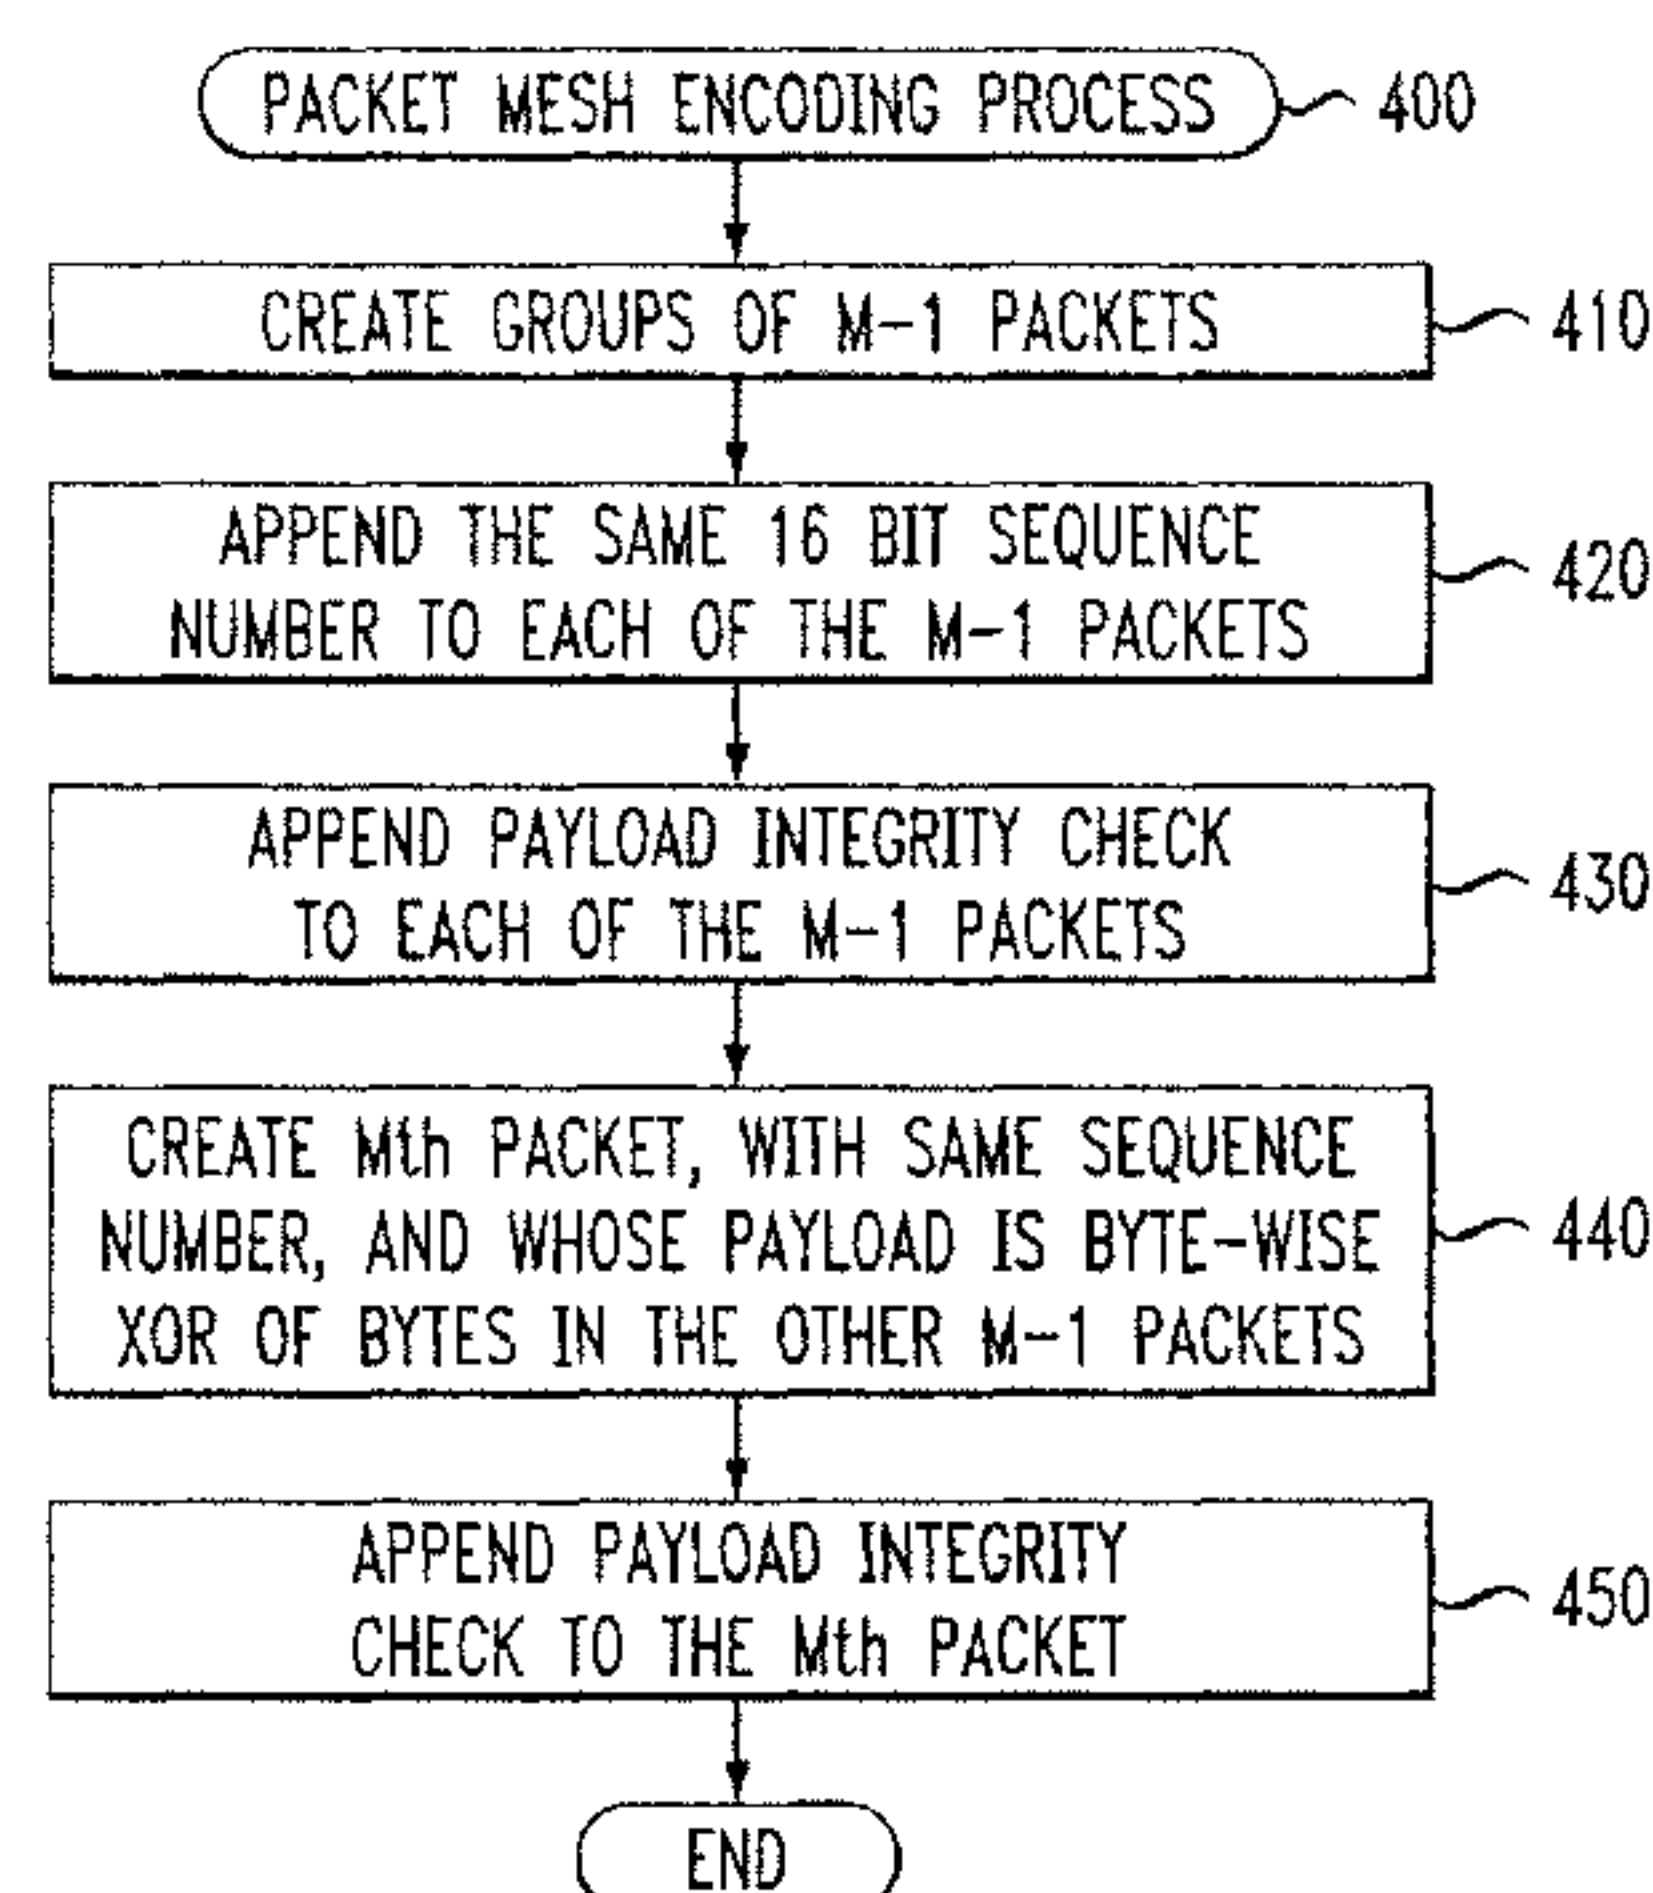 PACKET MESH ENCODING PROCESS 400
CREATE GROUPS OF M-1 PACKETS 410
APPEND THE SAME 16 BIT SEQUENCE
NUMBER TO EACH OF THE M-1 PACKETS
420
APPEND PAYLOAD INTEGRITY CHECK
TO EACH OF THE M-1 PACKETS
430
CREATE Mth PACKET, WITH SAME SEQUENCE
NUMBER, AND WHOSE PAYLOAD IS BYTE-WISE
XOR OF BYTES IN THE OTHER M-1 PACKETS
440
APPEND PAYLOAD INTEGRITY
CHECK TO THE Mth PACKET
450
END